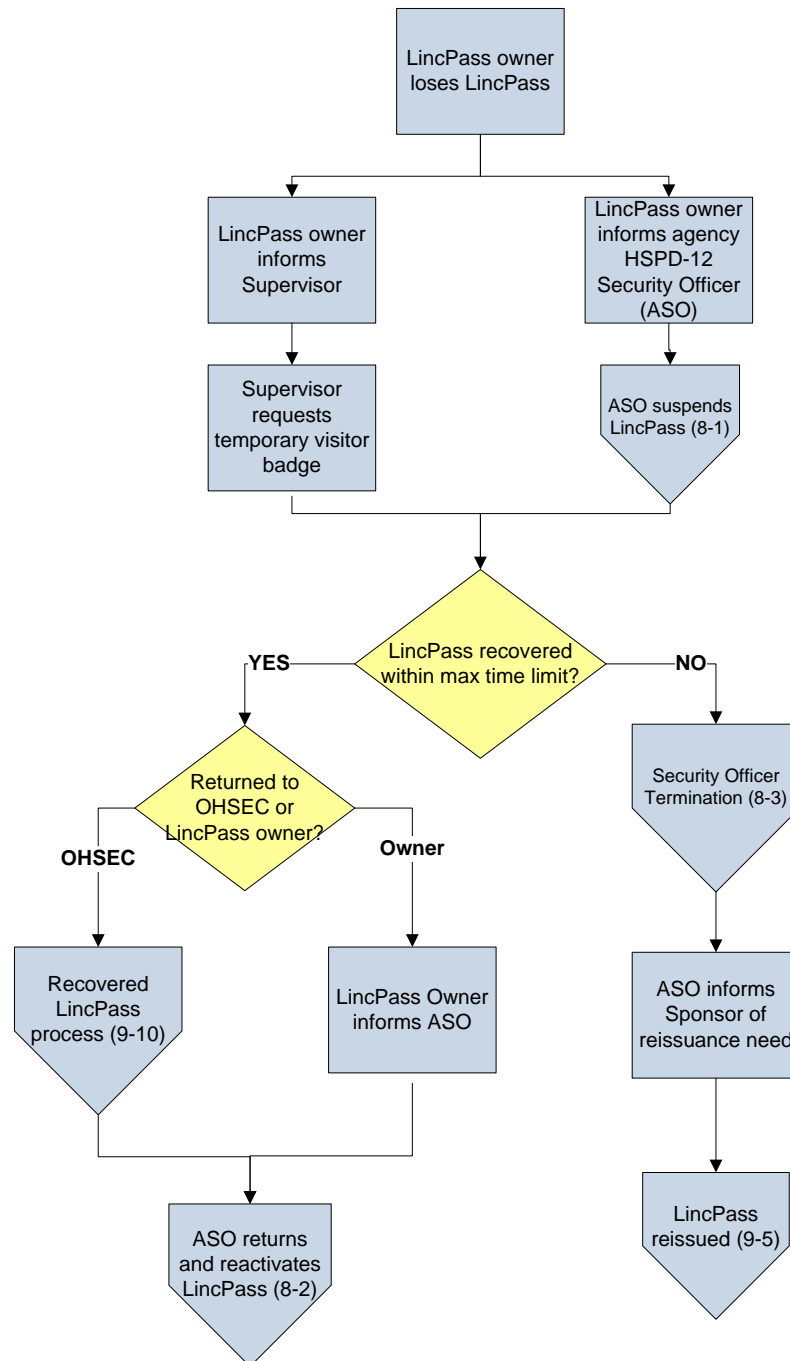 LincPass owner
loses LincPass
LincPass owner
informs
Supervisor
LincPass owner
informs agency
HSPD-12
Security Officer
(ASO)
Supervisor
requests
temporary visitor
badge
ASO suspends
LincPass (8-1)
LincPass recovered
within max time limit?
YES
NO
Returned to
OHSEC or
LincPass owner?
OHSEC
Owner
Security Officer
Termination (8-3)
Recovered
LincPass
process (9-10)
LincPass Owner
informs ASO
ASO informs
Sponsor of
reissuance need
ASO returns
and reactivates
LincPass (8-2)
LincPass
reissued (9-5)